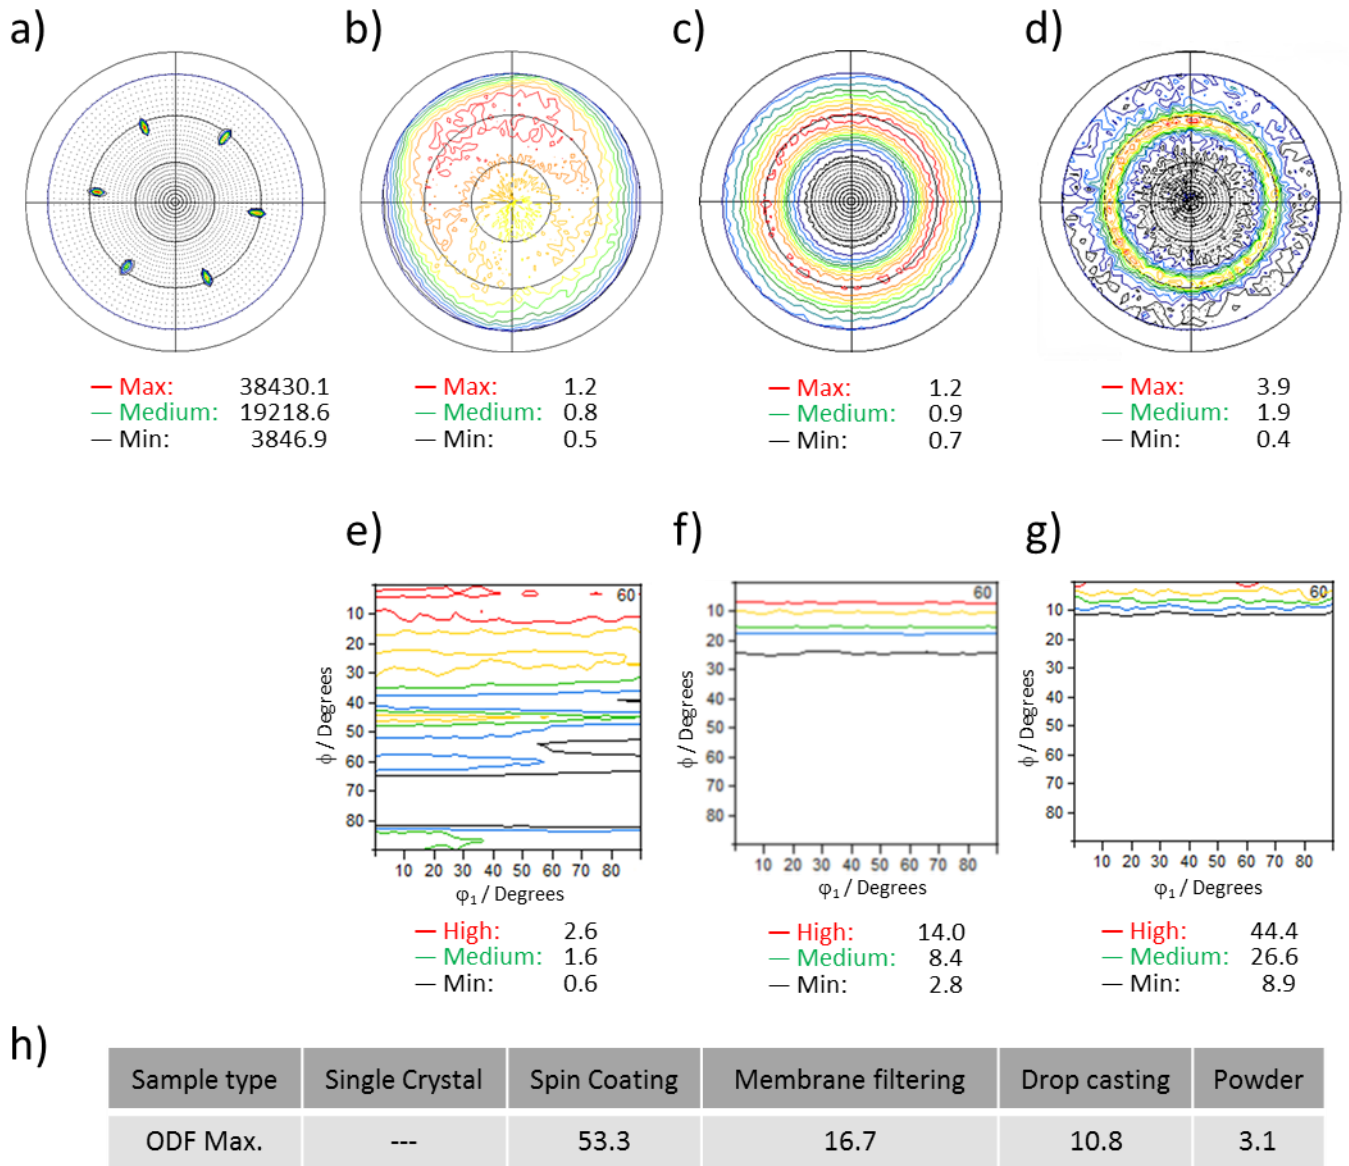 a)
b)
c)
d)
Max: 38430.1
Medium: 19218.6
Min: 3846.9
Max: 1.2
Medium: 0.8
Min: 0.5
Max: 1.2
Medium: 0.9
Min: 0.7
Max: 3.9
Medium: 1.9
Min: 0.4
e)
60
10
20
30
40
50
60
70
80
ϕ / Degrees
10 20 30 40 50 60 70 80
φ₁ / Degrees
High: 2.6
Medium: 1.6
Min: 0.6
f)
60
10
20
30
40
50
60
70
80
ϕ / Degrees
10 20 30 40 50 60 70 80
φ₁ / Degrees
High: 14.0
Medium: 8.4
Min: 2.8
g)
60
10
20
30
40
50
60
70
80
ϕ / Degrees
10 20 30 40 50 60 70 80
φ₁ / Degrees
High: 44.4
Medium: 26.6
Min: 8.9
h)
Sample type Single Crystal Spin Coating Membrane filtering Drop casting Powder
ODF Max. --- 53.3 16.7 10.8 3.1